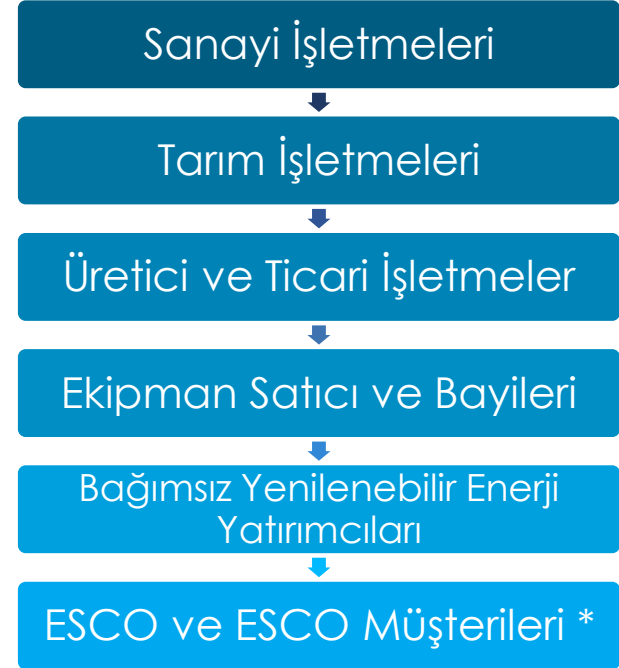 Sanayi İşletmeleri
Tarım İşletmeleri
Üretici ve Ticari İşletmeler
Ekipman Satıcı ve Bayileri
Bağımsız Yenilenebilir Enerji
Yatırımcıları
ESCO ve ESCO Müşterileri *